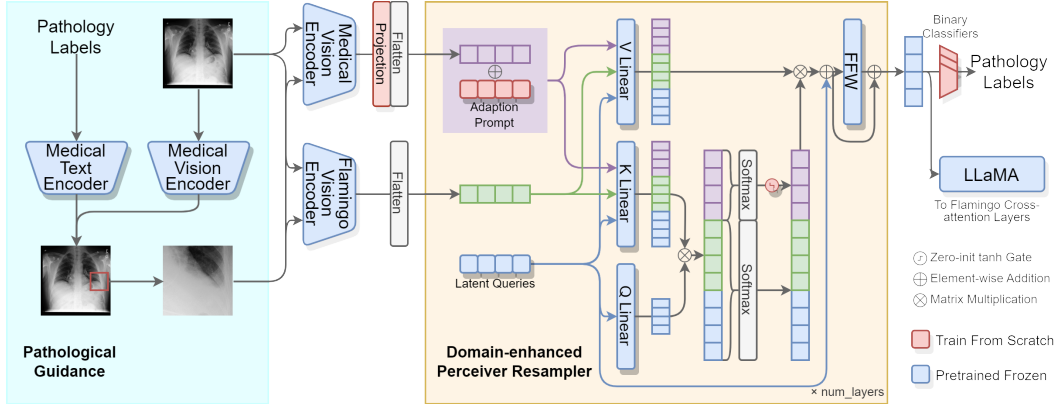 Pathology
Labels
Medical
Text
Encoder
Medical
Vision
Encoder
Pathological
Guidance
Medical
Vision
Encoder
Projection
Flatten
Flamingo
Vision
Encoder
Flatten
Adaption
Prompt
Latent Queries
V Linear
K Linear
Q Linear
Softmax
Softmax
FFW
Domain-enhanced
Perceiver Resampler
× num_layers
Binary
Classifiers
Pathology
Labels
LLaMA
To Flamingo Cross-
attention Layers
Zero-init tanh Gate
Element-wise Addition
Matrix Multiplication
Train From Scratch
Pretrained Frozen